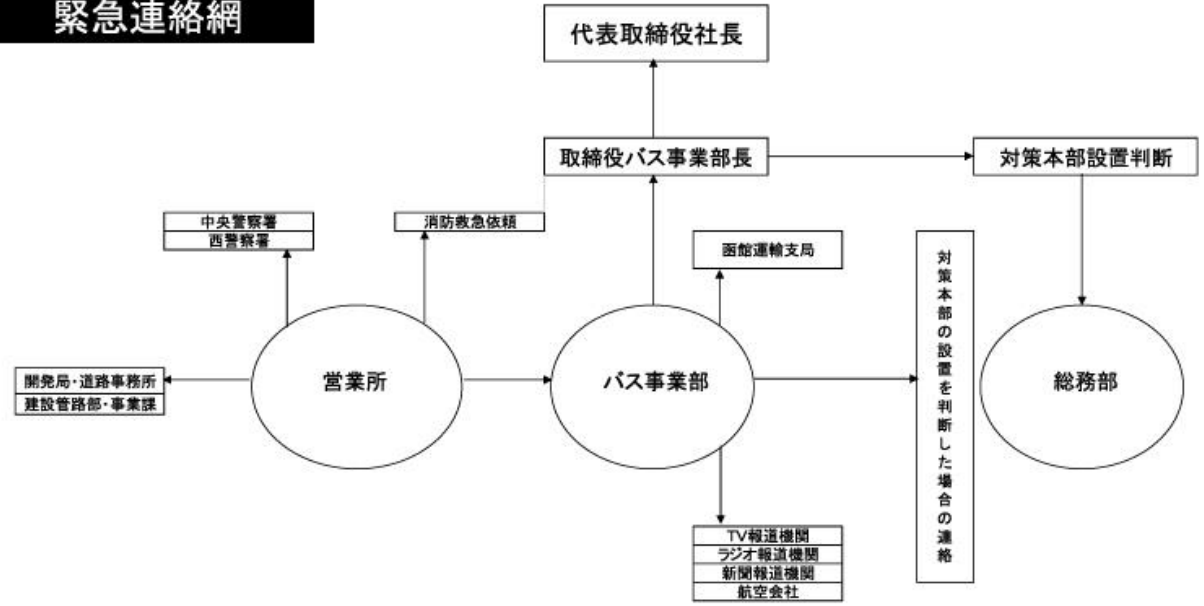 緊急連絡網
代表取締役社長
取締役バス事業部長
対策本部設置判断
中央警察署
西警察署
消防救急依頼
函館運輸支局
開発局・道路事務所
建設管路部・事業課
営業所
バス事業部
対策本部の設置を判断した場合の連絡
総務部
TV報道機関
ラジオ報道機関
新聞報道機関
航空会社